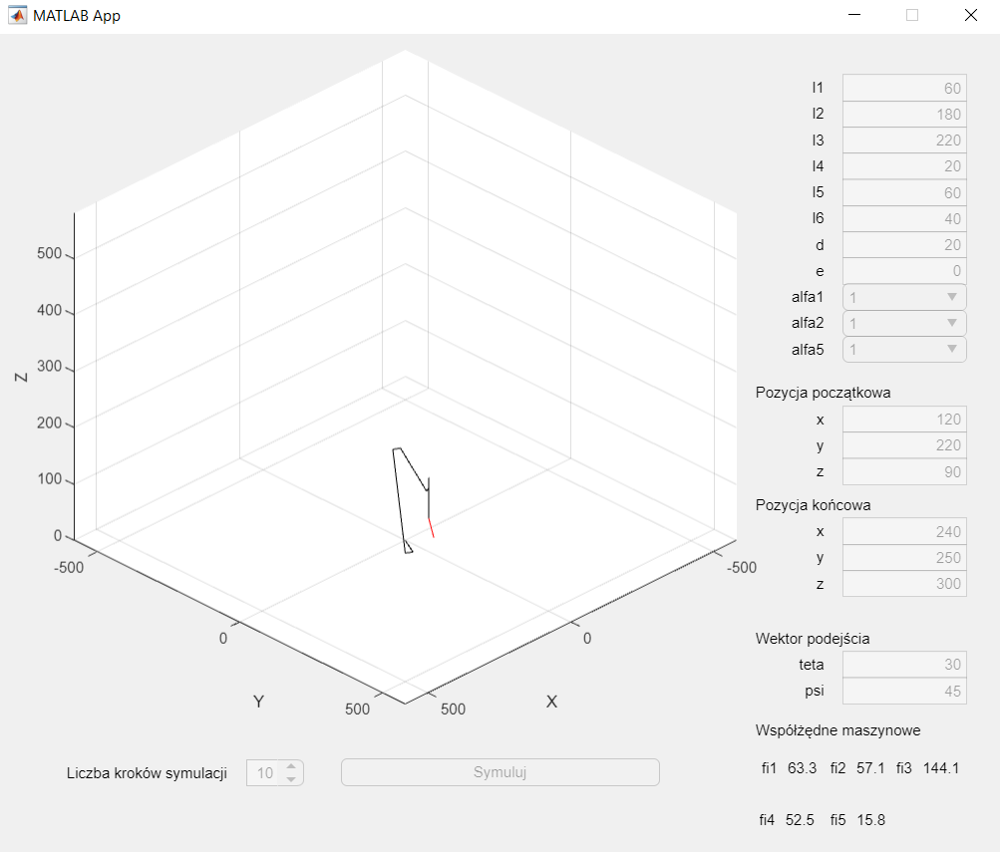 MATLAB App
500
400
300
200
100
0
Z
-500
0
500
Y
-500
0
500
X
l1 60
l2 180
l3 220
l4 20
l5 60
l6 40
d 20
e 0
alfa1 1
alfa2 1
alfa5 1
Pozycja początkowa
x 120
y 220
z 90
Pozycja końcowa
x 240
y 250
z 300
Wektor podejścia
teta 30
psi 45
Współżędne maszynowe
fi1 63.3 fi2 57.1 fi3 144.1
fi4 52.5 fi5 15.8
Liczba kroków symulacji 10 Symuluj